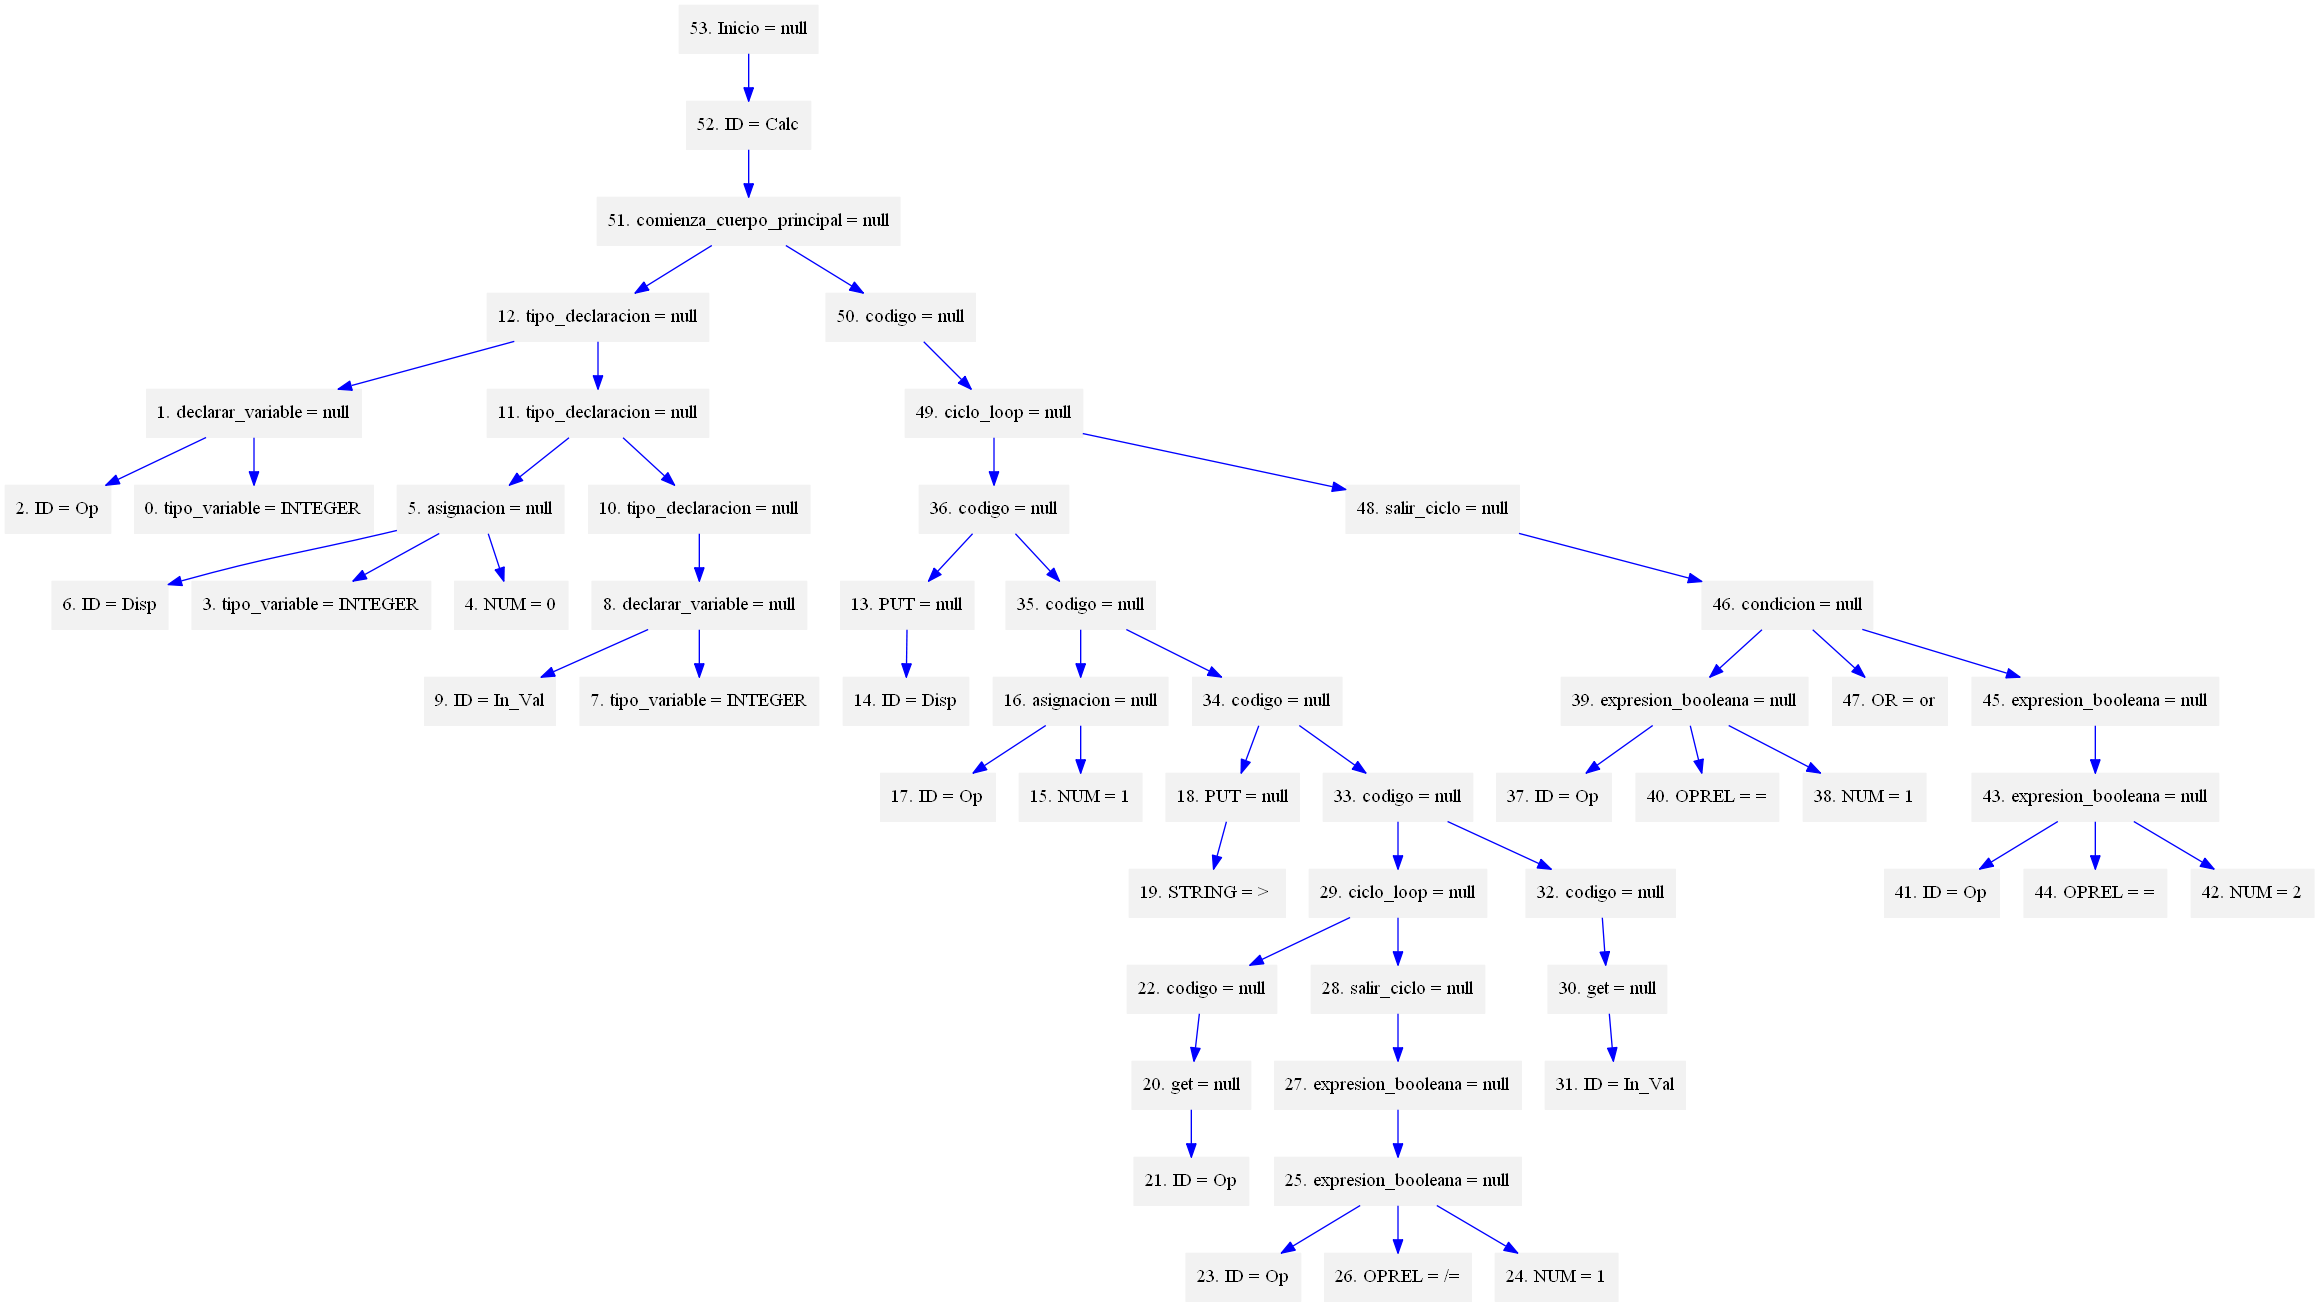 53. Inicio = null
52. ID = Calc
51. comienza_cuerpo_principal = null
12. tipo_declaracion = null
50. codigo = null
1. declarar_variable = null
11. tipo_declaracion = null
49. ciclo_loop = null
2. ID = Op
0. tipo_variable = INTEGER
5. asignacion = null
10. tipo_declaracion = null
36. codigo = null
48. salir_ciclo = null
6. ID = Disp
3. tipo_variable = INTEGER
4. NUM = 0
8. declarar_variable = null
13. PUT = null
35. codigo = null
46. condicion = null
9. ID = In_Val
7. tipo_variable = INTEGER
14. ID = Disp
16. asignacion = null
34. codigo = null
39. expresion_booleana = null
47. OR = or
45. expresion_booleana = null
17. ID = Op
15. NUM = 1
18. PUT = null
33. codigo = null
37. ID = Op
40. OPREL = =
38. NUM = 1
43. expresion_booleana = null
19. STRING = >
29. ciclo_loop = null
32. codigo = null
41. ID = Op
44. OPREL = =
42. NUM = 2
22. codigo = null
28. salir_ciclo = null
30. get = null
20. get = null
27. expresion_booleana = null
31. ID = In_Val
21. ID = Op
25. expresion_booleana = null
23. ID = Op
26. OPREL = /=
24. NUM = 1